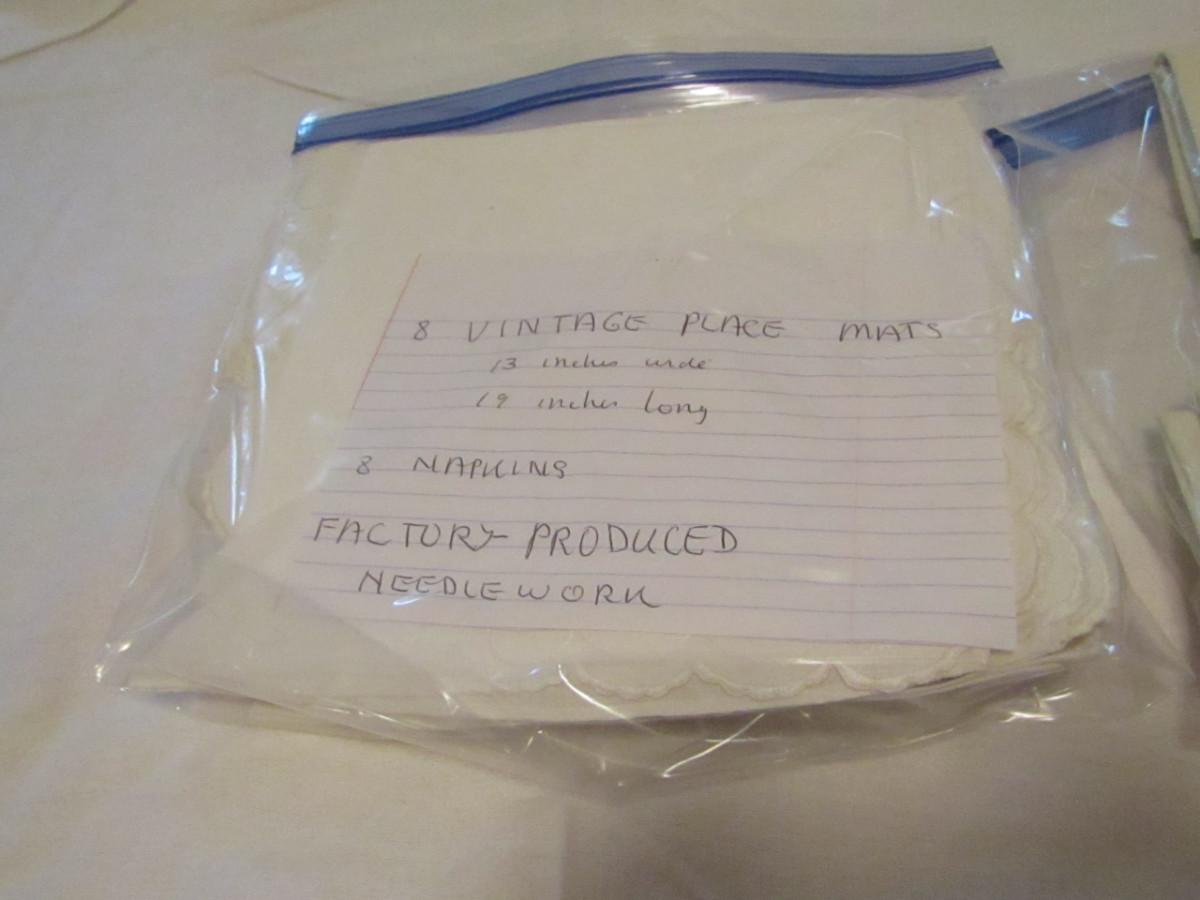 8 VINTAGE PLACE MATS
13 inches wide
19 inches long
8 NAPKINS
FACTORY PRODUCED
NEEDLEWORK